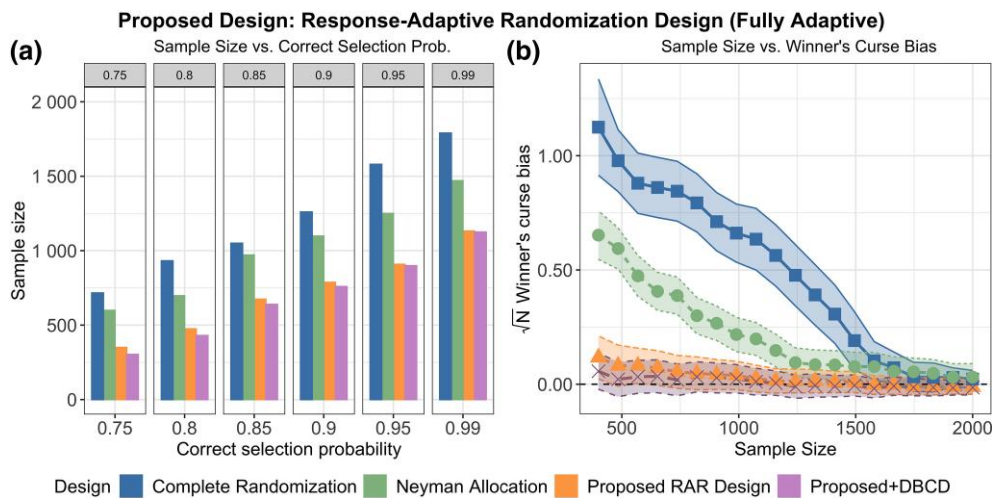 Proposed Design: Response-Adaptive Randomization Design (Fully Adaptive)
(a)
Sample Size vs. Correct Selection Prob.
0.75 0.8 0.85 0.9 0.95 0.99
2 000
1 500
1 000
500
0
Sample size
0.75 0.8 0.85 0.9 0.95 0.99
Correct selection probability
(b)
Sample Size vs. Winner's Curse Bias
1.00
0.50
0.00
√N Winner's curse bias
500 1000 1500 2000
Sample Size
Design Complete Randomization Neyman Allocation Proposed RAR Design Proposed+DBCD